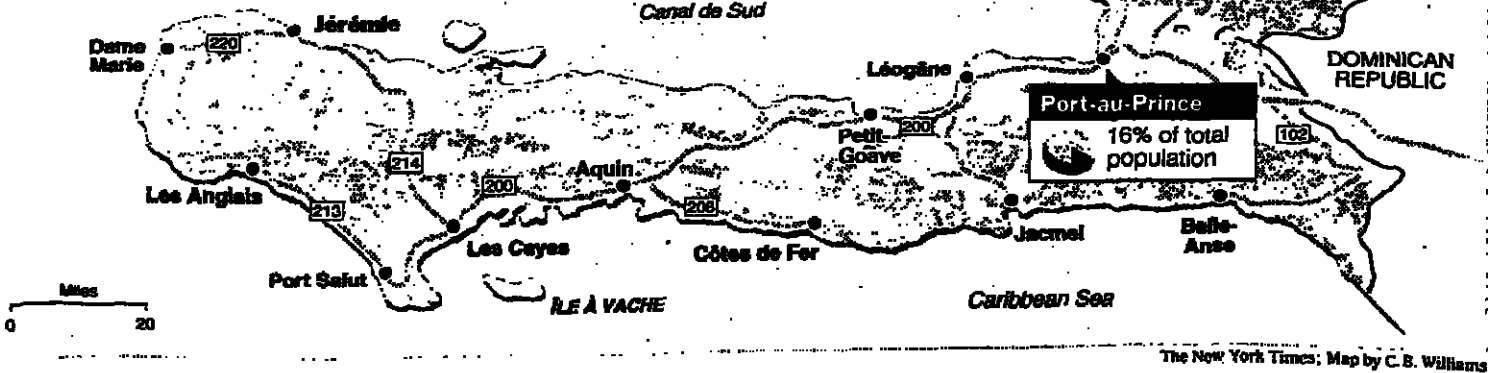 Canal de Sud
Jérémie
220
Dame
Marie
DOMINICAN
REPUBLIC
Léogâne
Port-au-Prince
16% of total
population
200
Petit-
Goave
102
214
Aquin
200
Les Anglais
213
206
Les Cayes
Côtes de Fer
Jacmel
Belle-
Anse
Port Salut
Miles
0 20
ÎLE À VACHE
Caribbean Sea
The New York Times; Map by C. B. Williams